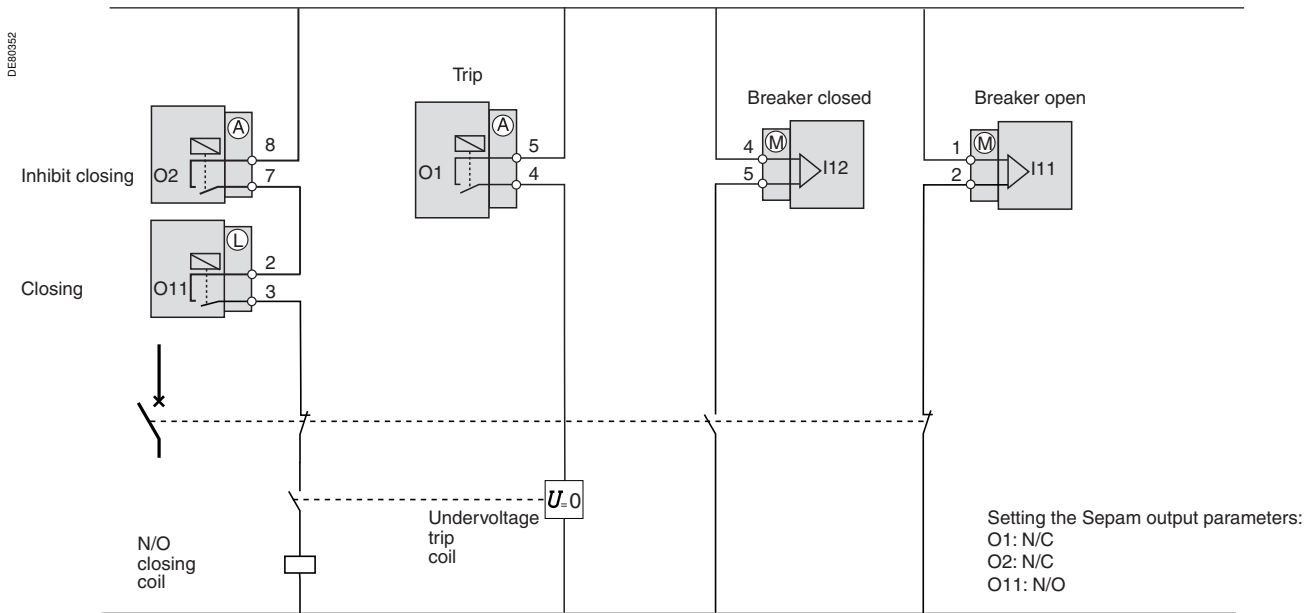 DE80352
Trip
Breaker closed
Breaker open
A
8
O2
7
Inhibit closing
A
5
O1
4
M
4
I12
5
M
1
I11
2
L
2
O11
3
Closing
U=0
Undervoltage
trip
coil
N/O
closing
coil
Setting the Sepam output parameters:
O1: N/C
O2: N/C
O11: N/O